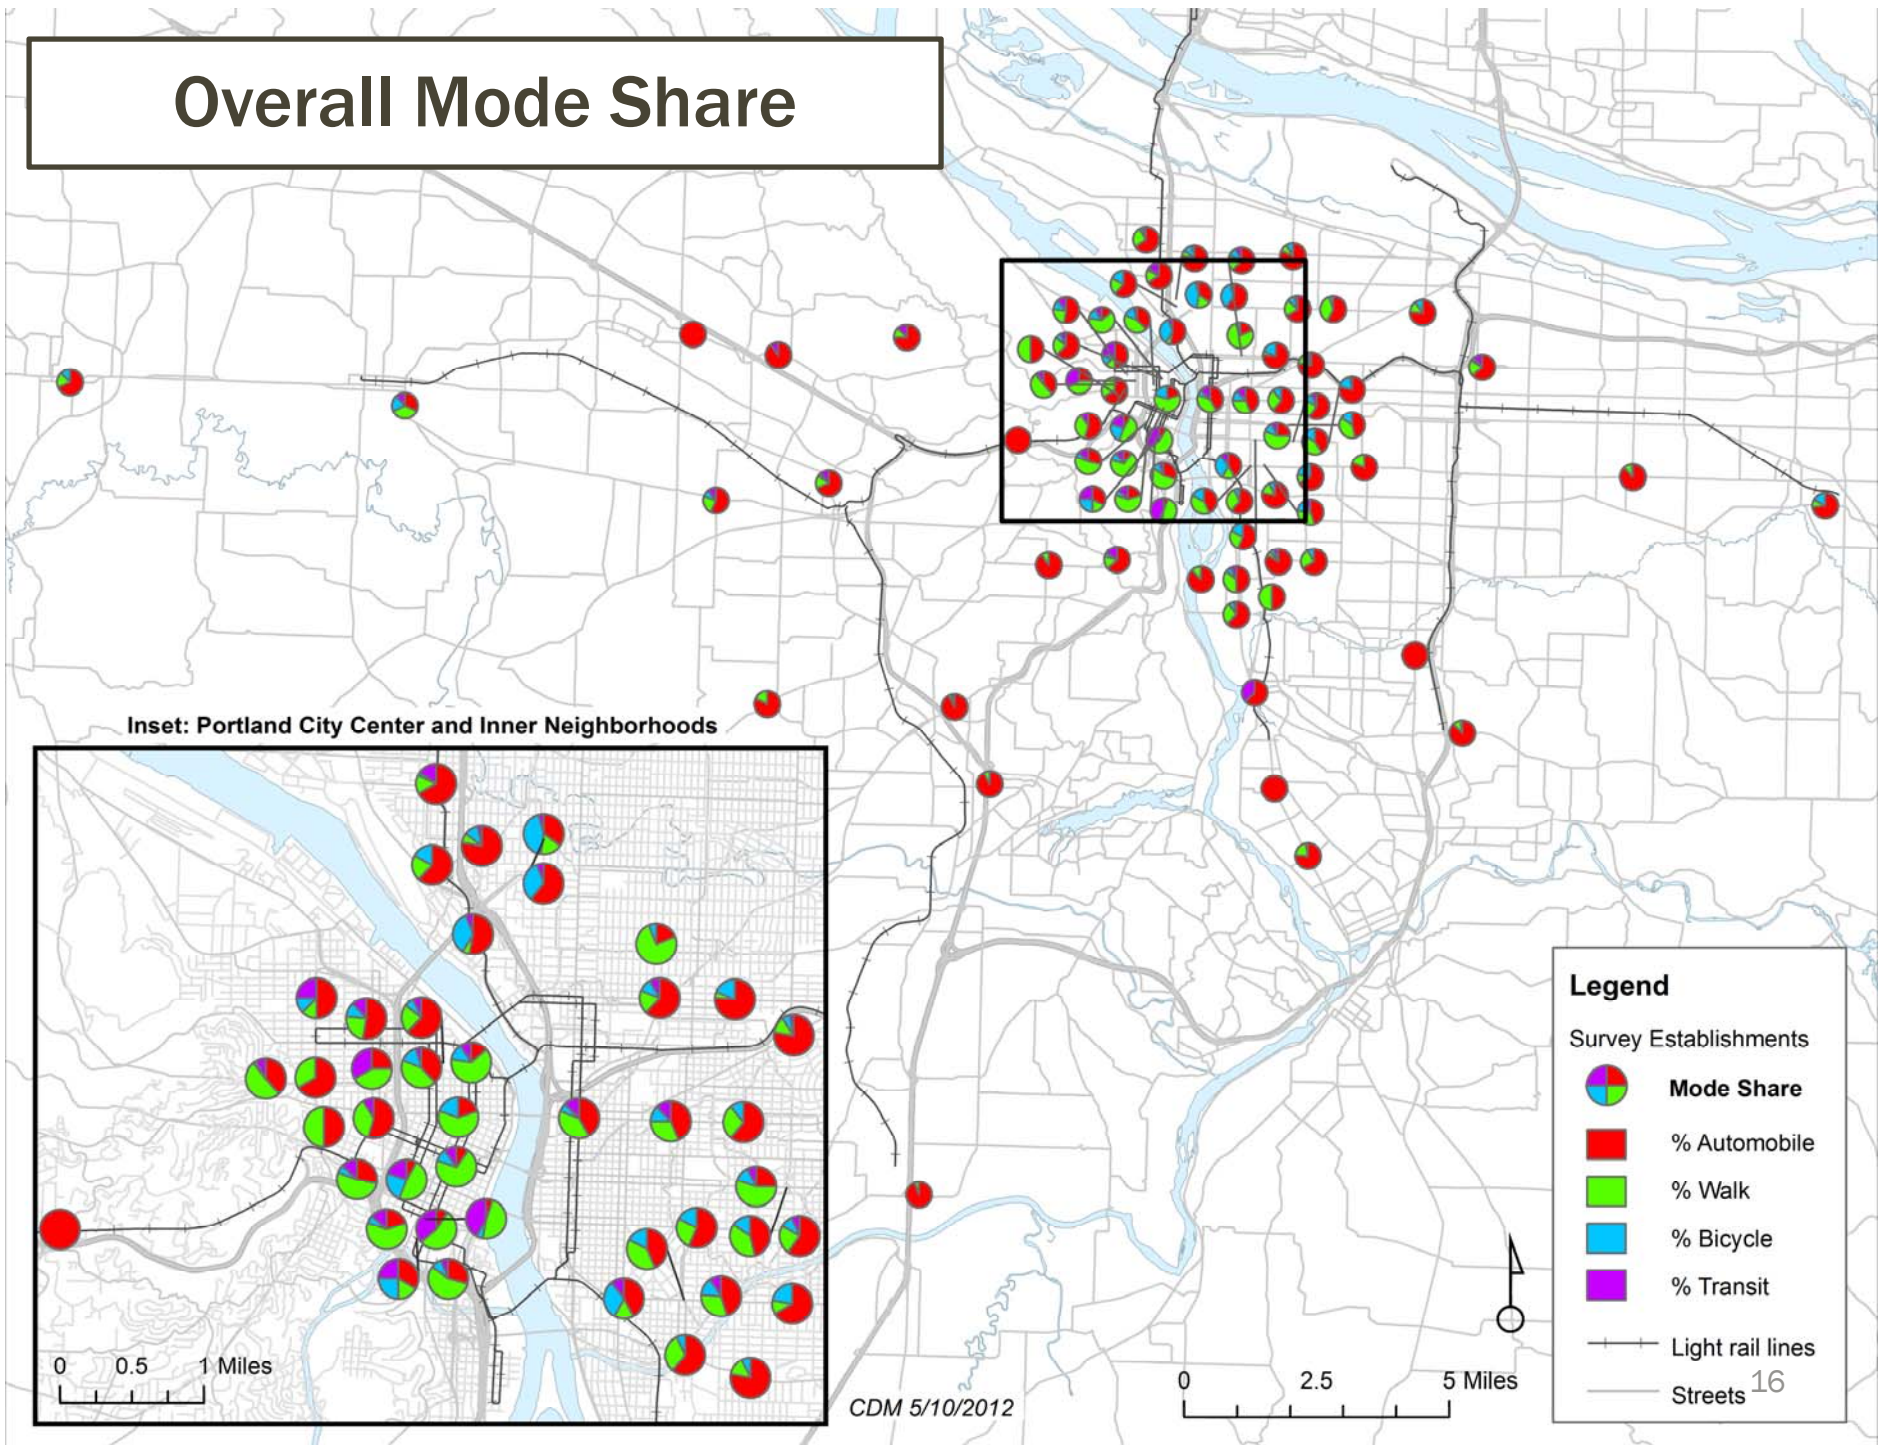 Overall Mode Share
Inset: Portland City Center and Inner Neighborhoods
0 0.5 1 Miles
CDM 5/10/2012
0 2.5 5 Miles
Legend
Survey Establishments
Mode Share
% Automobile
% Walk
% Bicycle
% Transit
Light rail lines
Streets
16